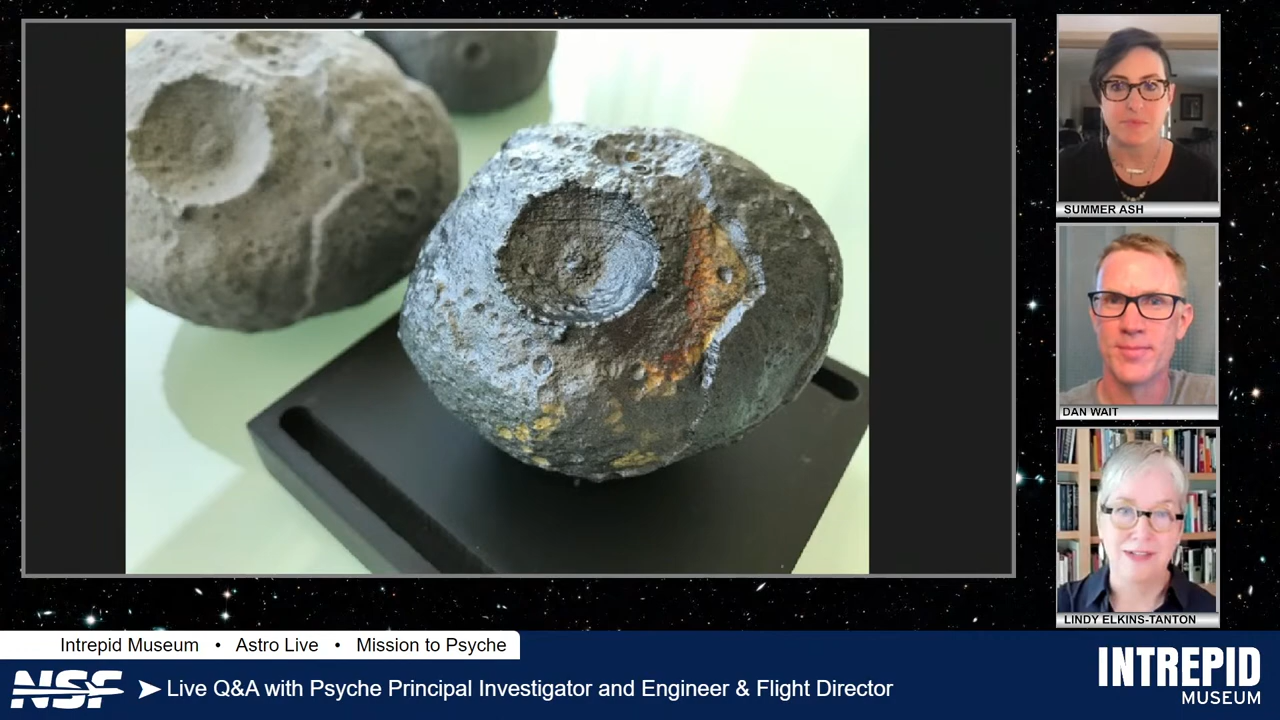 SUMMER ASH
DAN WAIT
LINDY ELKINS-TANTON
Intrepid Museum • Astro Live • Mission to Psyche
NSF
Live Q&A with Psyche Principal Investigator and Engineer & Flight Director
INTREPID
MUSEUM